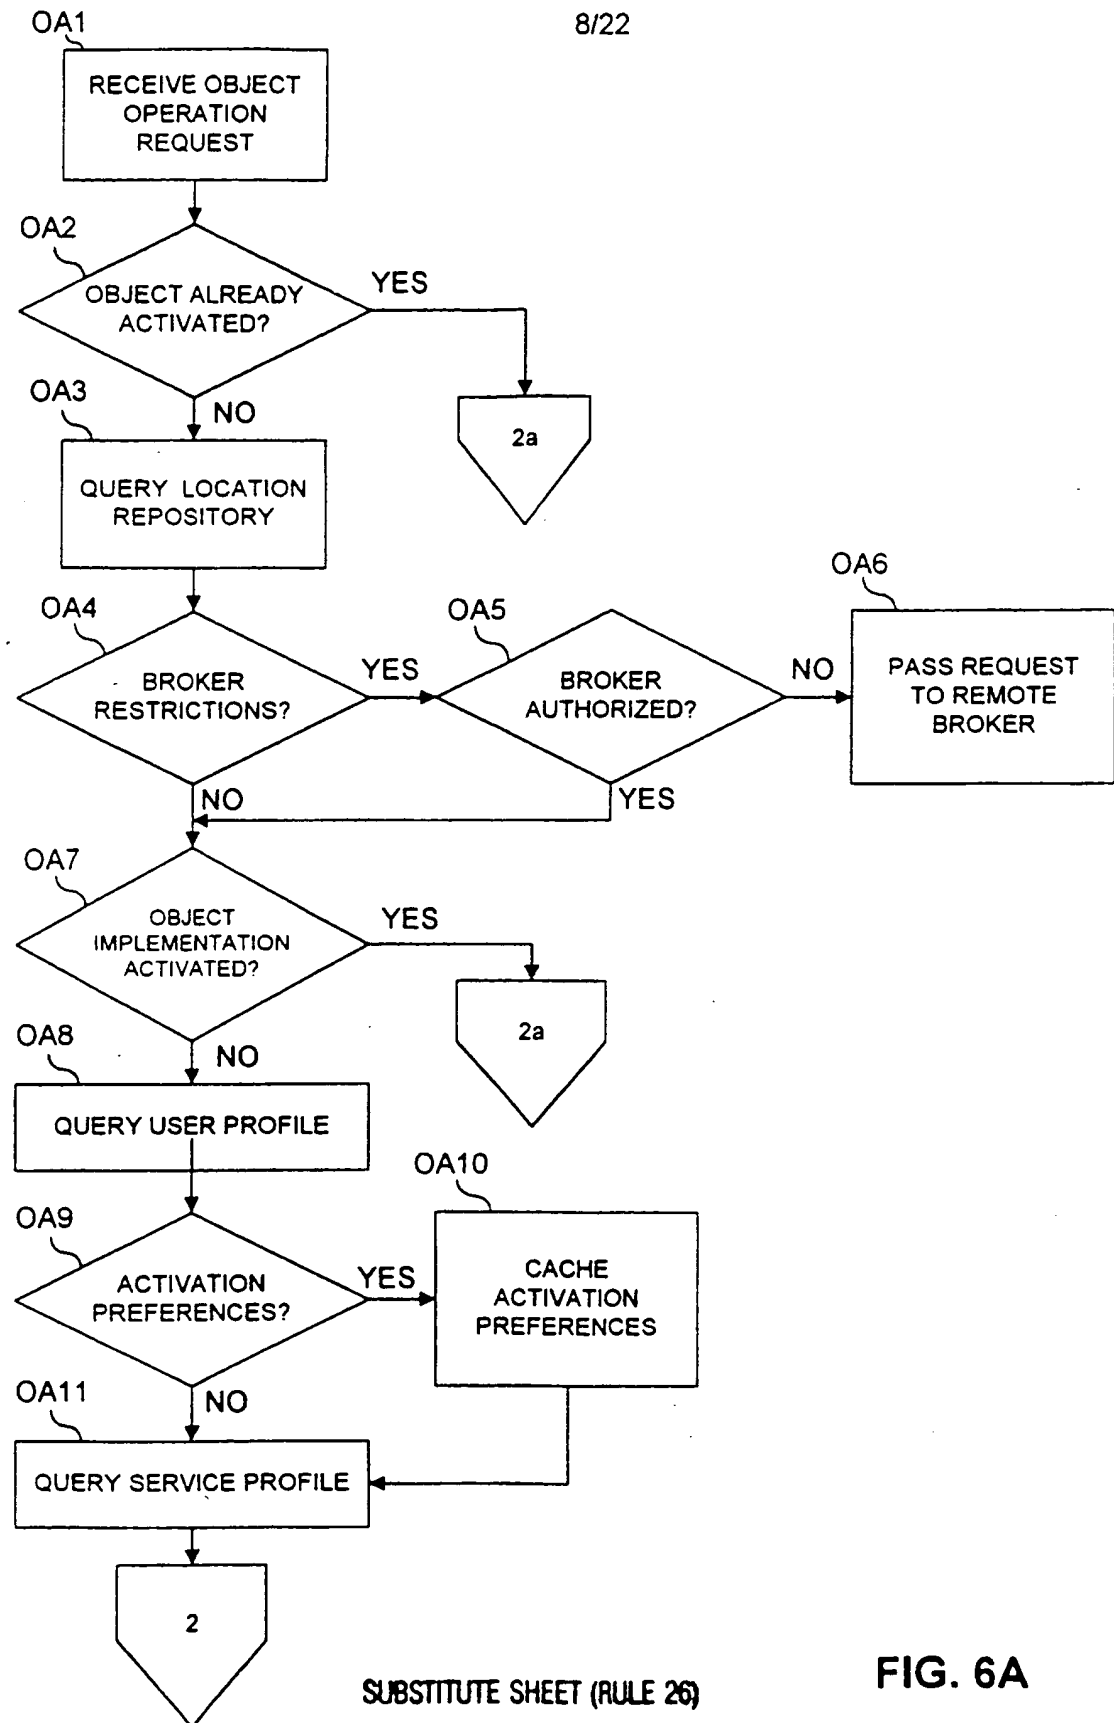 8/22
OA1
RECEIVE OBJECT
OPERATION
REQUEST
OA2
OBJECT ALREADY
ACTIVATED?
YES
NO
2a
OA3
QUERY LOCATION
REPOSITORY
OA4
BROKER
RESTRICTIONS?
YES
NO
OA5
BROKER
AUTHORIZED?
NO
YES
OA6
PASS REQUEST
TO REMOTE
BROKER
OA7
OBJECT
IMPLEMENTATION
ACTIVATED?
YES
NO
2a
OA8
QUERY USER PROFILE
OA9
ACTIVATION
PREFERENCES?
YES
NO
OA10
CACHE
ACTIVATION
PREFERENCES
OA11
QUERY SERVICE PROFILE
2
SUBSTITUTE SHEET (RULE 26)
FIG. 6A